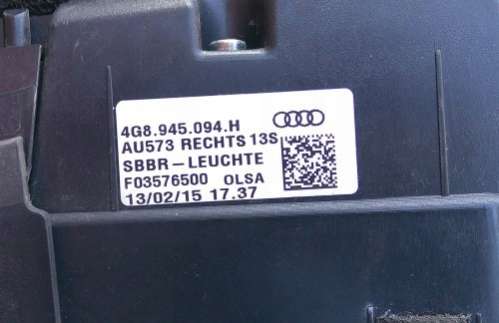 4G8.945.094.H
AU573 RECHTS 13S
SBBR-LEUCHTE
F03576500 OLSA
13/02/15 17.37